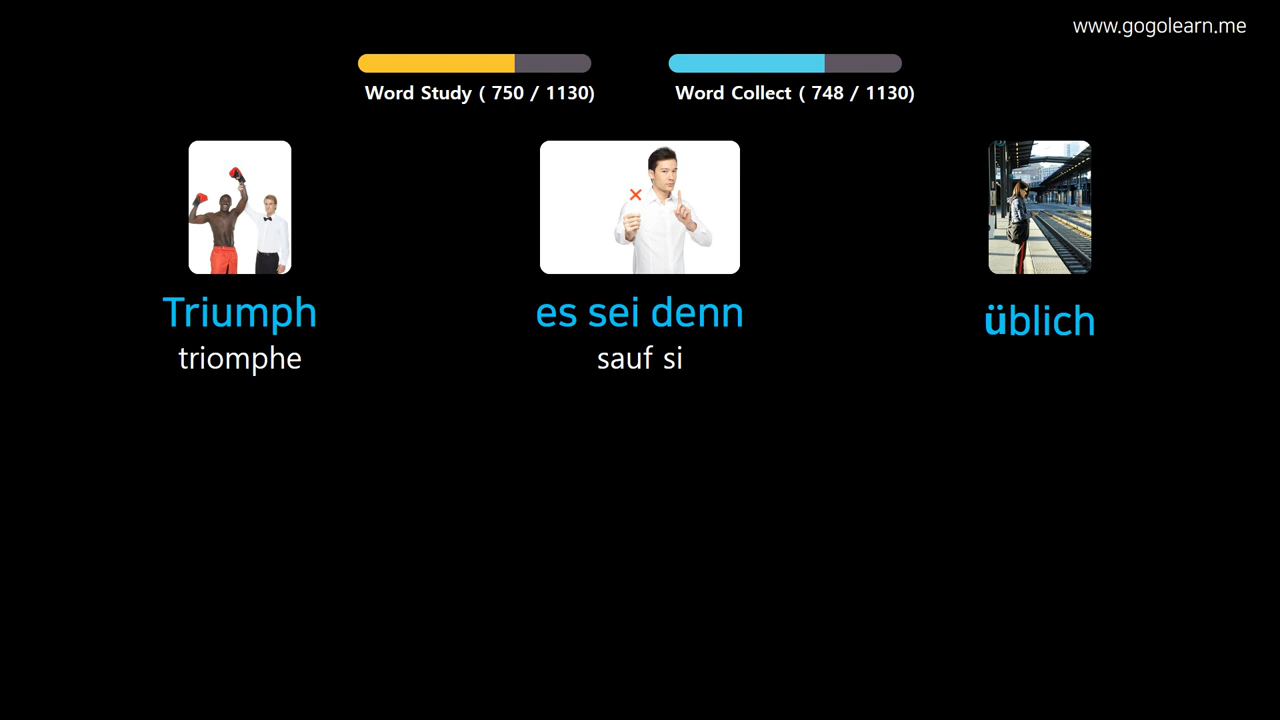 www.gogolearn.me
Word Study ( 750 / 1130)
Word Collect ( 748 / 1130)
Triumph
triomphe
es sei denn
sauf si
üblich